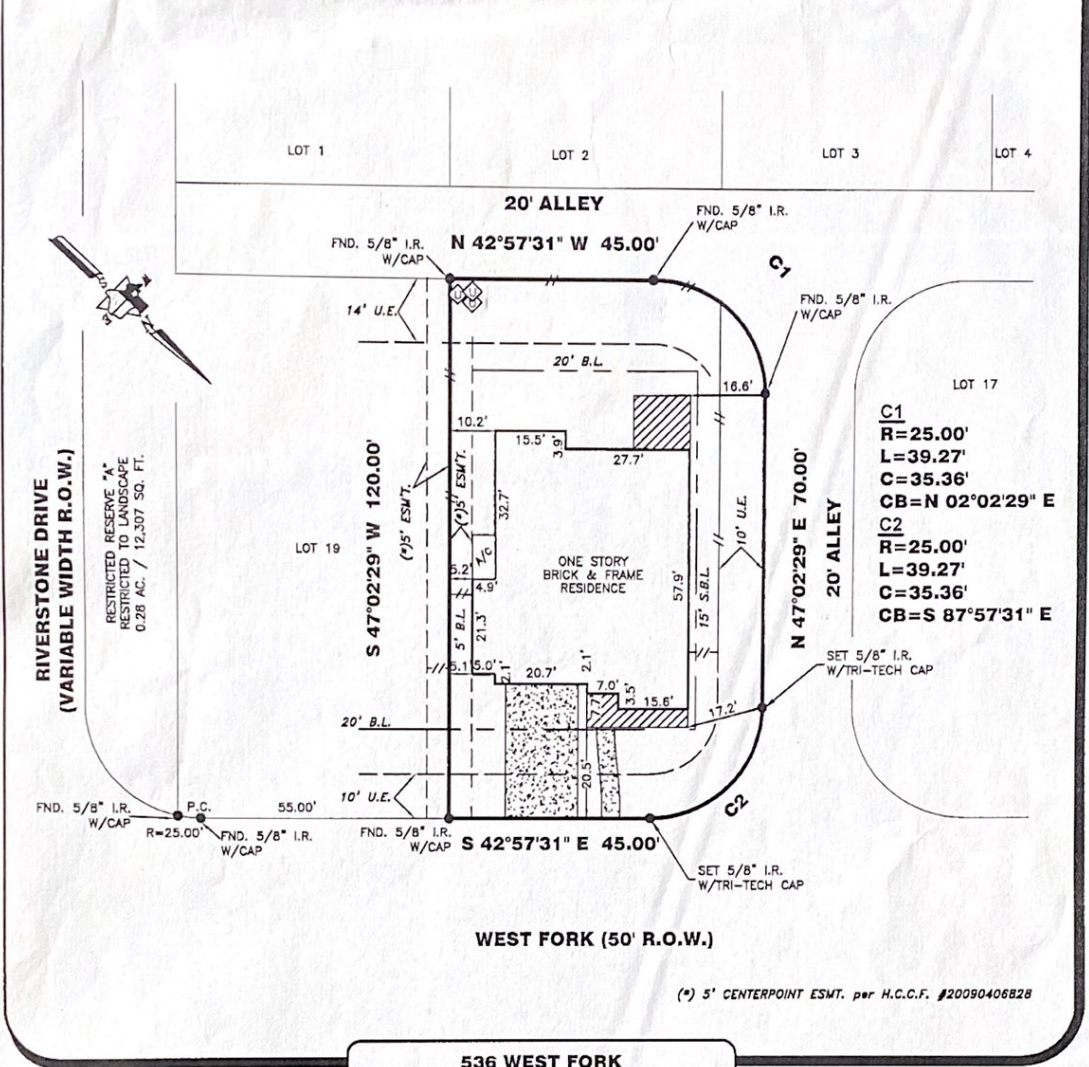 LOT 1
LOT 2
LOT 3
LOT 4
20' ALLEY
N 42°57'31" W 45.00'
FND. 5/8" I.R.
W/CAP
FND. 5/8" I.R.
W/CAP
C1
FND. 5/8" I.R.
W/CAP
14' U.E.
20' B.L.
16.6'
LOT 17
C1
R=25.00'
L=39.27'
C=35.36'
CB=N 02°02'29" E
C2
R=25.00'
L=39.27'
C=35.36'
CB=S 87°57'31" E
10.2'
15.5'
3.9'
27.7'
RIVERSTONE DRIVE
(VARIABLE WIDTH R.O.W.)
RESTRICTED RESERVE "A"
RESTRICTED TO LANDSCAPE
0.28 AC. / 12,307 SQ. FT.
LOT 19
S 47°02'29" W 120.00'
(*)5' ESMT.
(*)5' ESMT.
32.7'
A/C
5.2'
4.9'
ONE STORY
BRICK & FRAME
RESIDENCE
57.9'
15' S.B.L.
10' U.E.
N 47°02'29" E 70.00'
20' ALLEY
5' B.L.
21.3'
5.1'
5.0'
2.1'
20.7'
2.1'
7.0'
7.7'
3.5'
15.6'
17.2'
SET 5/8" I.R.
W/TRI-TECH CAP
20' B.L.
20.5'
10' U.E.
C2
FND. 5/8" I.R.
W/CAP
P.C.
55.00'
R=25.00'
FND. 5/8" I.R.
W/CAP
FND. 5/8" I.R.
W/CAP
S 42°57'31" E 45.00'
SET 5/8" I.R.
W/TRI-TECH CAP
WEST FORK (50' R.O.W.)
(*) 5' CENTERPOINT ESMT. per H.C.C.F. #20090406828
536 WEST FORK